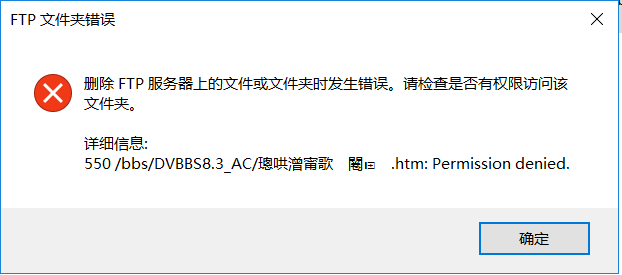 FTP 文件夹错误
删除 FTP 服务器上的文件或文件夹时发生错误。请检查是否有权限访问该
文件夹。
详细信息:
550 /bbs/DVBBS8.3_AC/璁哄潧甯歌 闂 .htm: Permission denied.
确定